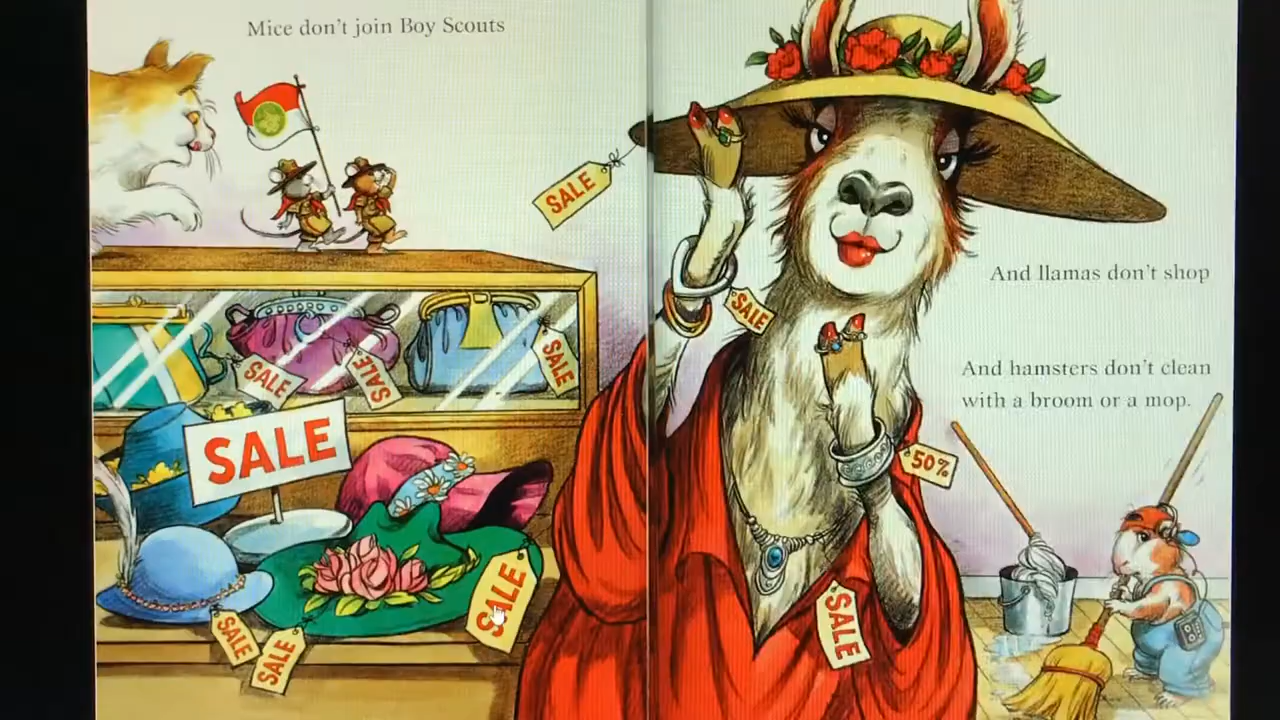 Mice don't join Boy Scouts
SALE
SALE
SALE
SALE
SALE
SALE
SALE
SALE
SALE
And llamas don't shop
And hamsters don't clean
with a broom or a mop.
50%
SALE